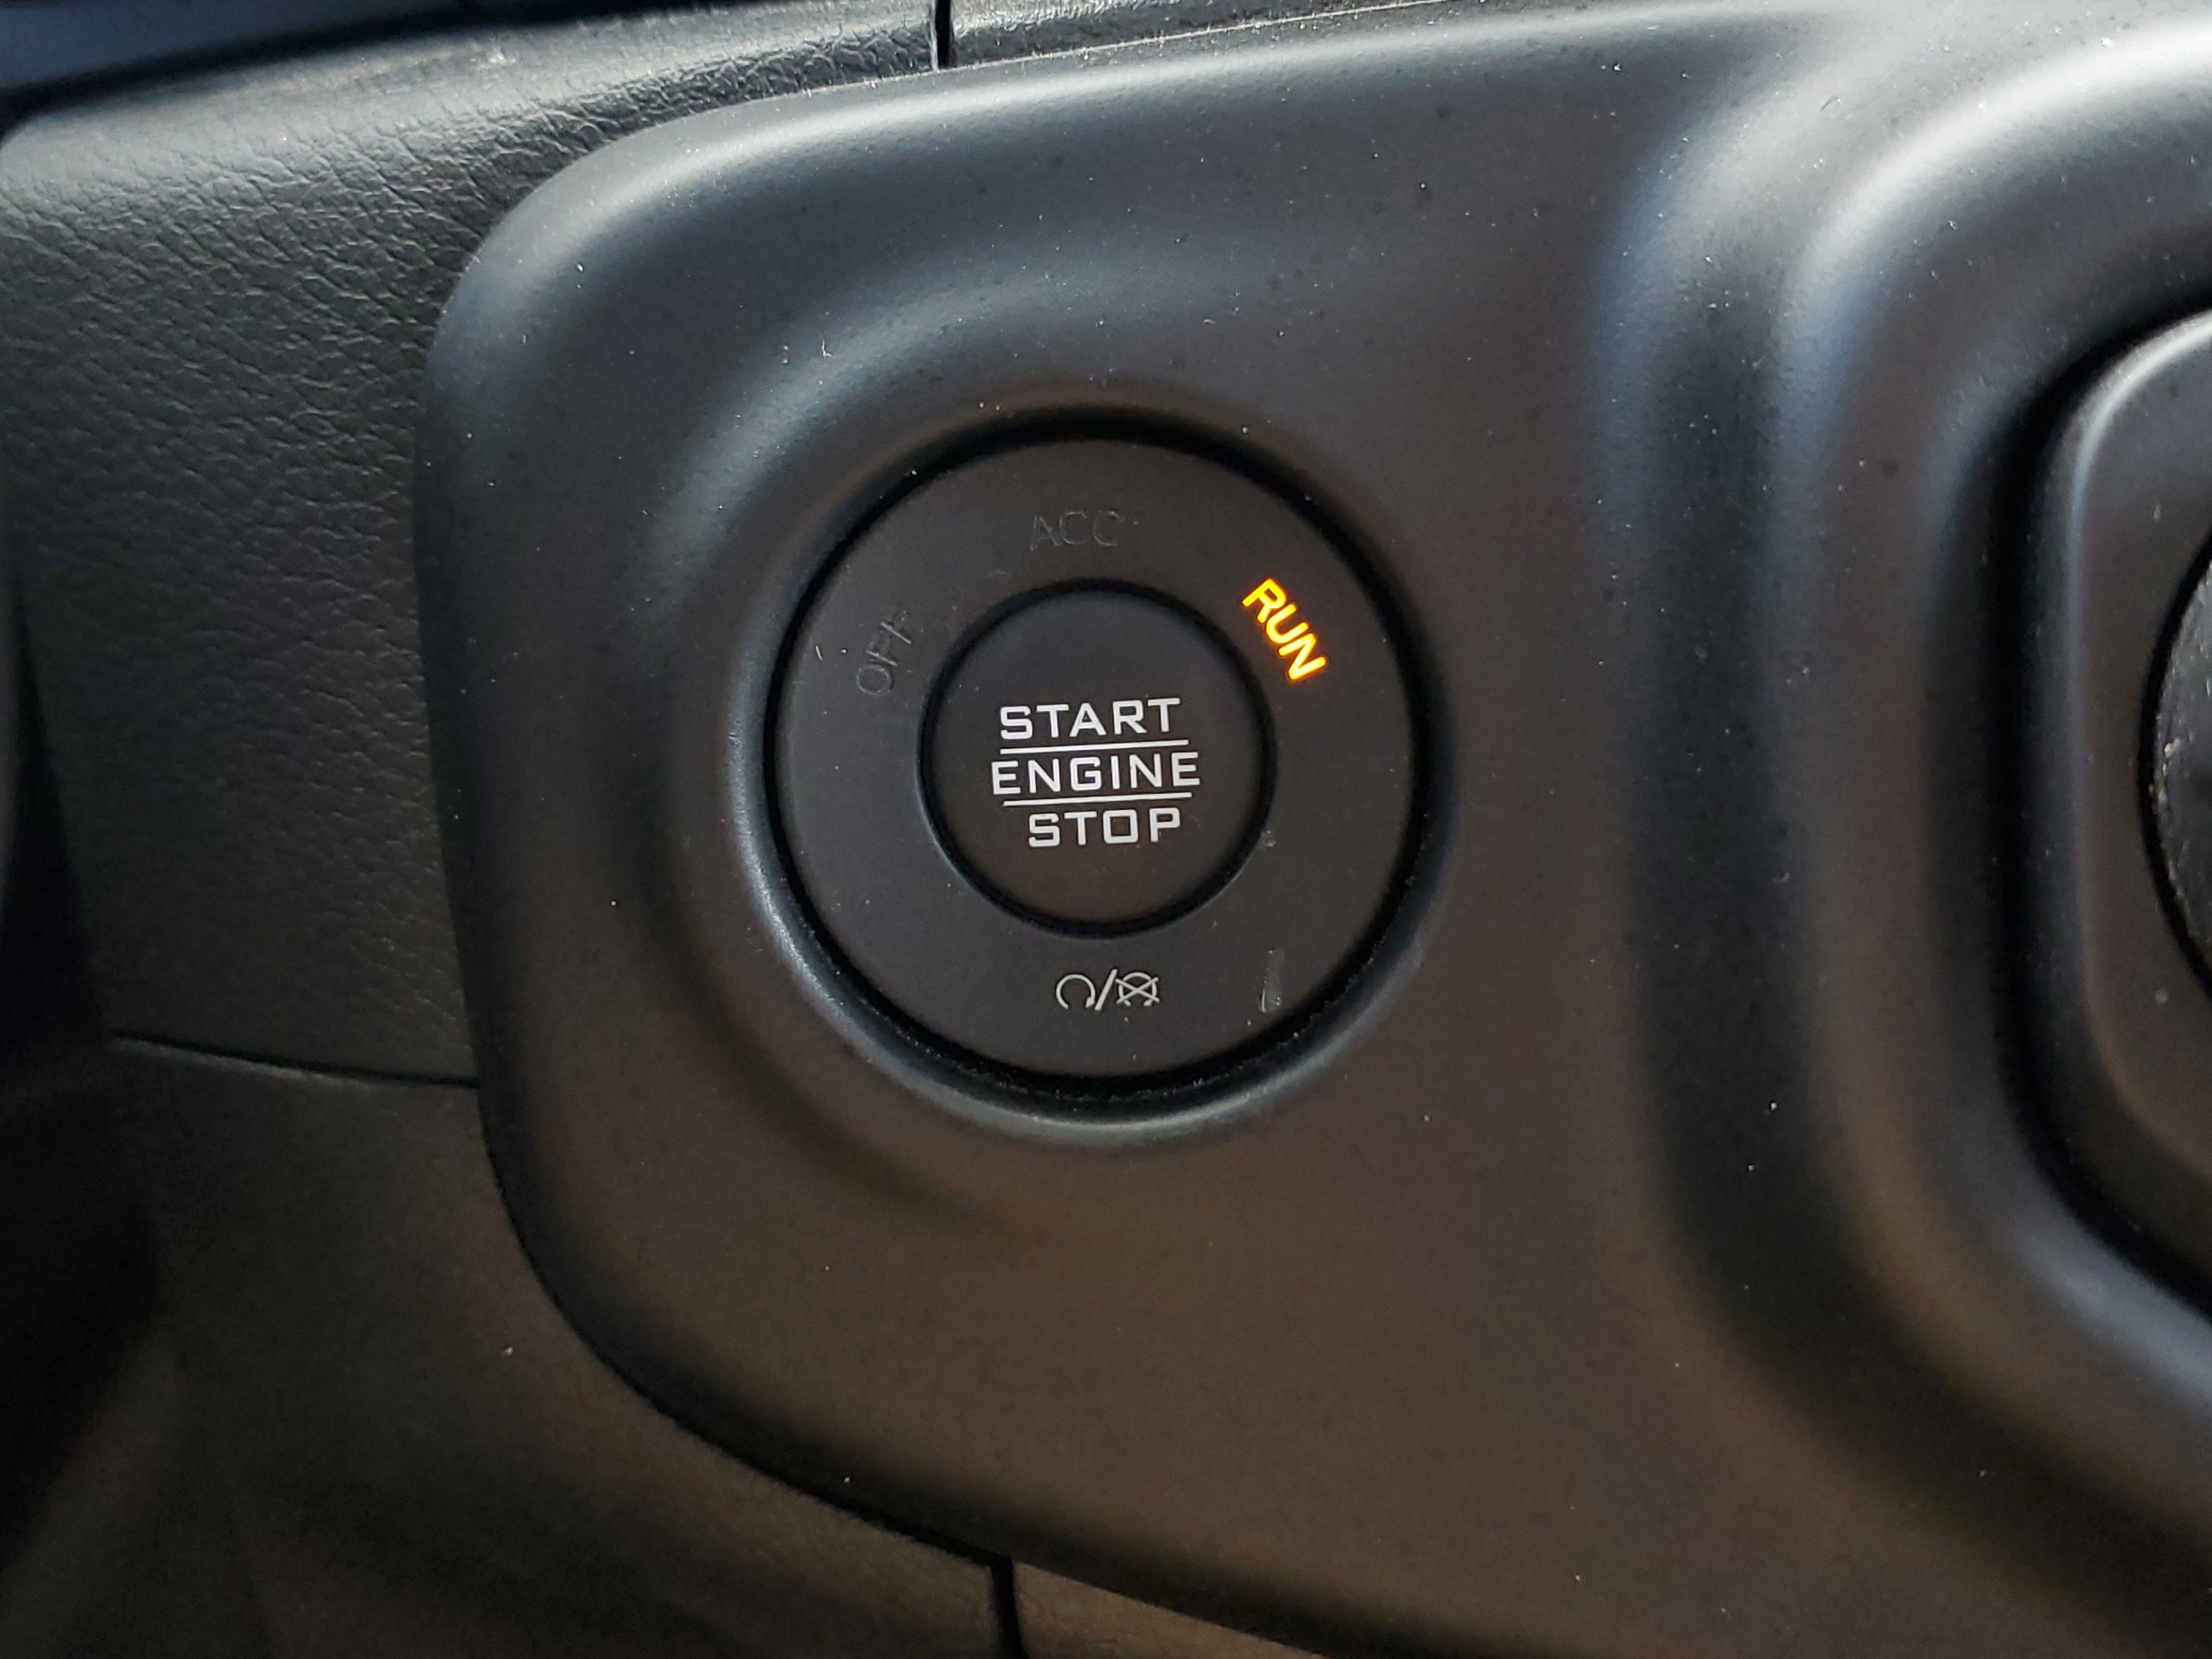 ACC
OFF
RUN
START
ENGINE
STOP